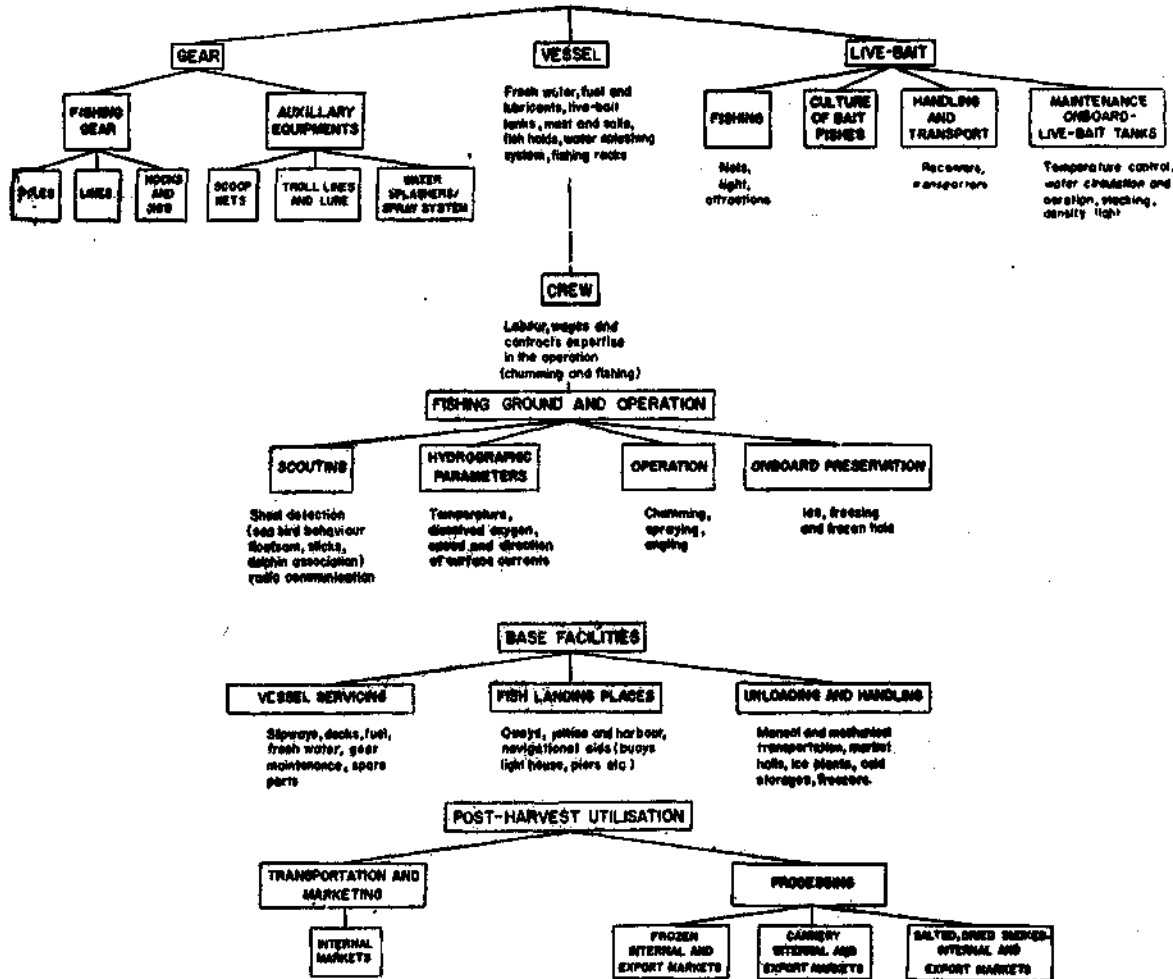 GEAR
VESSEL
LIVE-BAIT
FISHING
GEAR
AUXILLARY
EQUIPMENTS
POLES
LINES
HOOKS
AND
JIGS
SCOOP
NETS
TROLL LINES
AND LURE
WATER
SPLASHERS/
SPRAY SYSTEM
Fresh water, fuel and
lubricants, live-bait
tanks, mast and sails,
fish holds, water splashing
system, fishing racks
FISHING
CULTURE
OF BAIT
FISHES
HANDLING
AND
TRANSPORT
MAINTENANCE
ONBOARD-
LIVE-BAIT TANKS
Nets,
light,
attractions
Receivers,
transporters
Temperature control,
water circulation and
aeration, stocking,
density light
CREW
Labour, wages and
contracts expertise
in the operation
(chumming and fishing)
FISHING GROUND AND OPERATION
SCOUTING
HYDROGRAPHIC
PARAMETERS
OPERATION
ONBOARD PRESERVATION
Shoal detection
(sea bird behaviour
floatsam, sticks,
dolphin association)
radio communication
Temperature,
dissolved oxygen,
speed and direction
of surface currents
Chumming,
spraying,
angling
Ice, freezing
and frozen hold
BASE FACILITIES
VESSEL SERVICING
FISH LANDING PLACES
UNLOADING AND HANDLING
Slipways, docks, fuel,
fresh water, gear
maintenance, spare
parts
Quays, jetties and harbour,
navigational aids (buoys
light house, piers etc)
Manual and mechanical
transportation, market
halls, ice plants, cold
storages, freezers.
POST-HARVEST UTILISATION
TRANSPORTATION AND
MARKETING
PROCESSING
INTERNAL
MARKETS
FROZEN
INTERNAL AND
EXPORT MARKETS
CANNERY
INTERNAL AND
EXPORT MARKETS
SALTED, DRIED SMOKED-
INTERNAL AND
EXPORT MARKETS